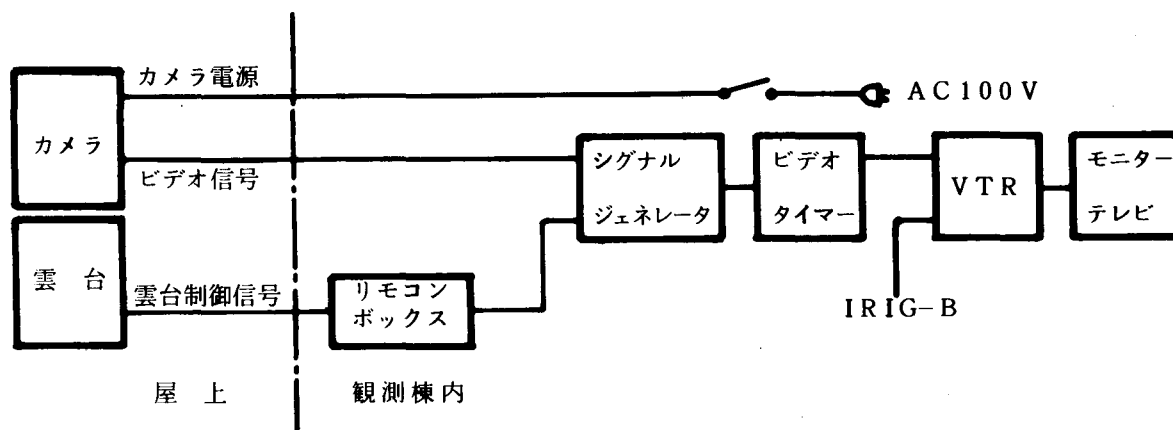 カメラ電源
AC100V
カメラ
ビデオ信号
シグナル
ジェネレータ
ビデオ
タイマー
VTR
モニター
テレビ
雲台
雲台制御信号
リモコン
ボックス
IRIG-B
屋上
観測棟内